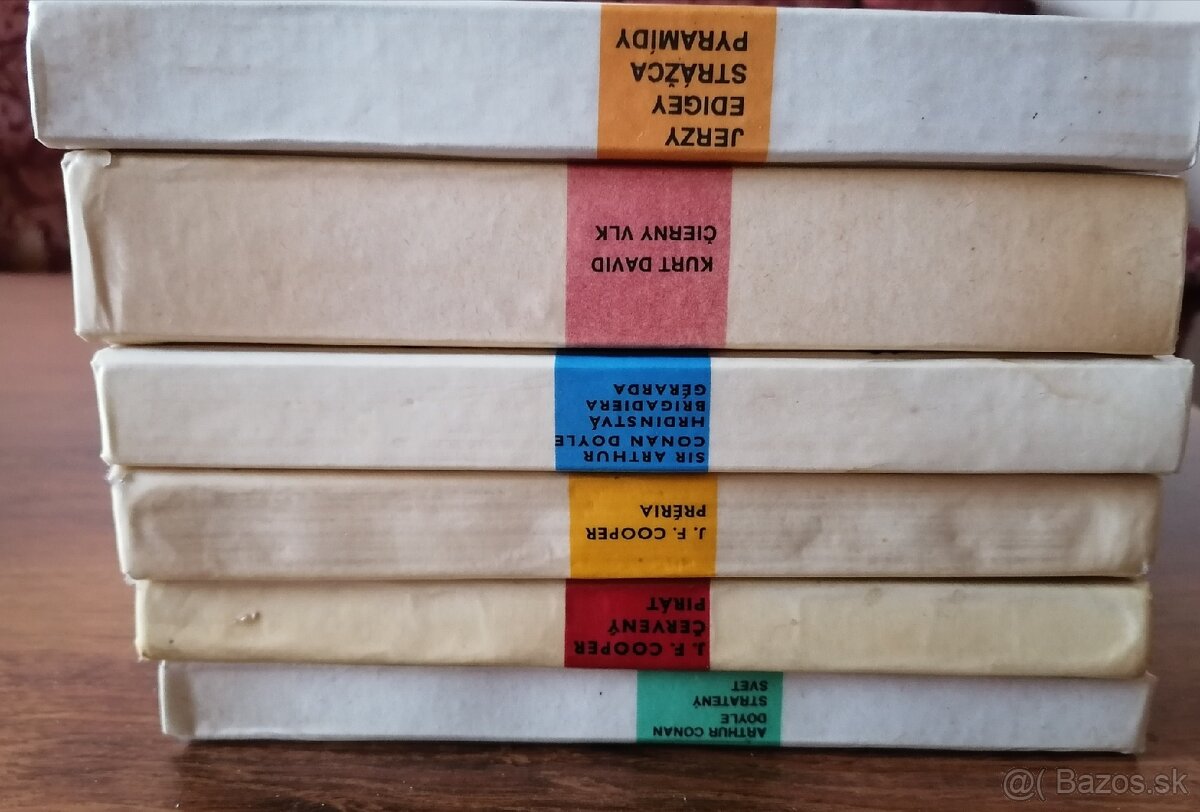 JERZY
EDIGEY
STRÁŽCA
PYRAMÍDY
KURT DAVID
ČIERNY VLK
SIR ARTHUR
CONAN DOYLE
HRDINSTVÁ
BRIGADIERA
GÉRARDA
J. F. COOPER
PRÉRIA
J. F. COOPER
ČERVENÝ
PIRÁT
ARTHUR CONAN
DOYLE
STRATENÝ
SVET
@( Bazos.sk